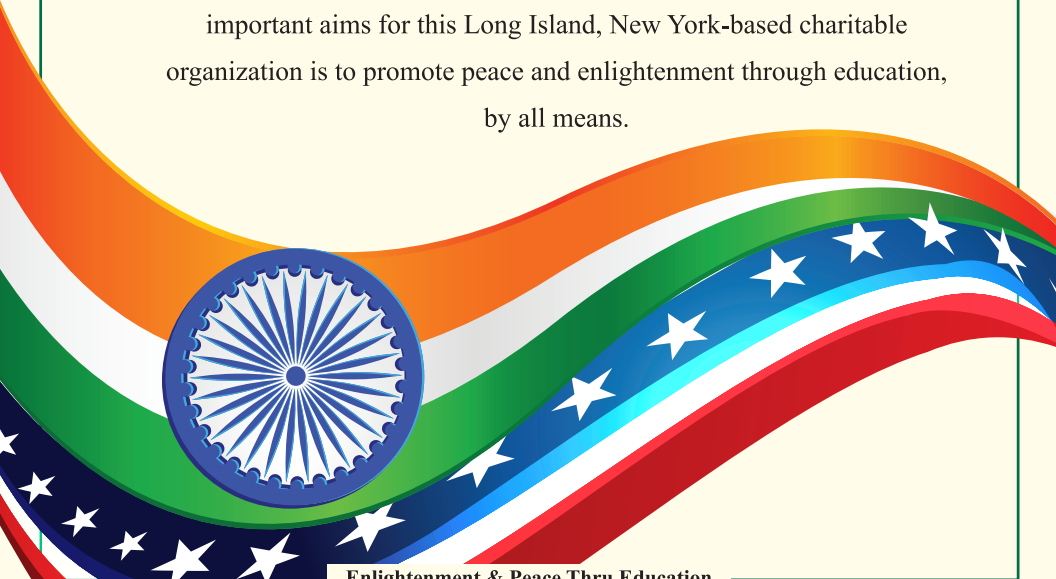 important aims for this Long Island, New York-based charitable
organization is to promote peace and enlightenment through education,
by all means.
Enlightenment & Peace Thru Education